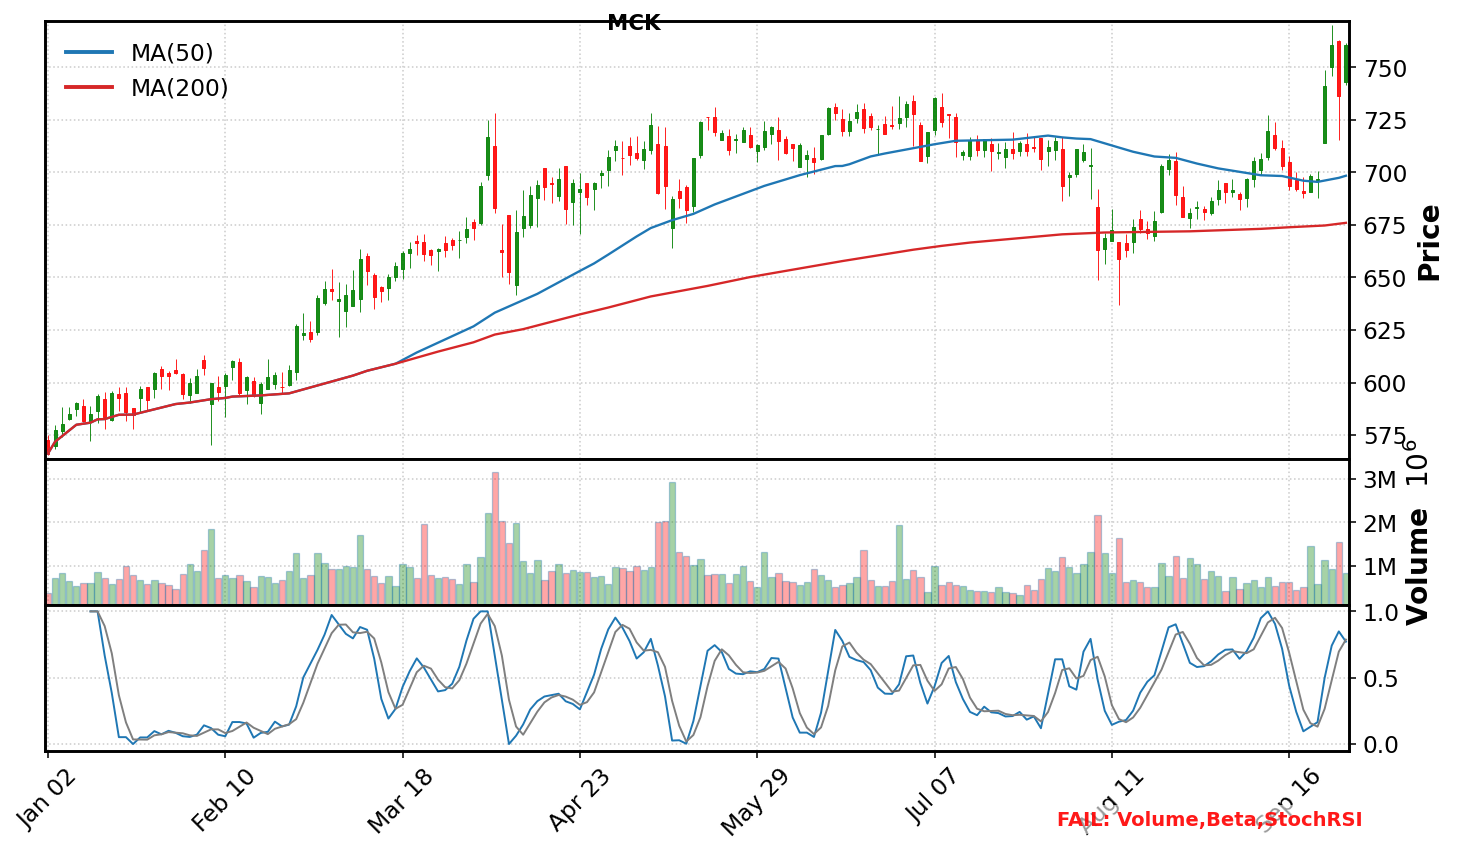 MCK
MA(50)
MA(200)
750
725
700
675
650
625
600
575
Price
3M
2M
1M
Volume 10^6
1.0
0.5
0.0
Jan 02
Feb 10
Mar 18
Apr 23
May 29
Jul 07
Aug 11
Sep 16
FAIL: Volume,Beta,StochRSI